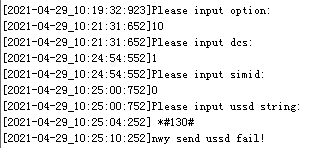 [2021-04-29_10:19:32:923]Please input option:
[2021-04-29_10:21:31:652]10
[2021-04-29_10:21:31:652]Please input dcs:
[2021-04-29_10:24:54:552]1
[2021-04-29_10:24:54:552]Please input simid:
[2021-04-29_10:25:00:752]0
[2021-04-29_10:25:00:752]Please input ussd string:
[2021-04-29_10:25:04:252] *#130#
[2021-04-29_10:25:10:252]nwy send ussd fail!